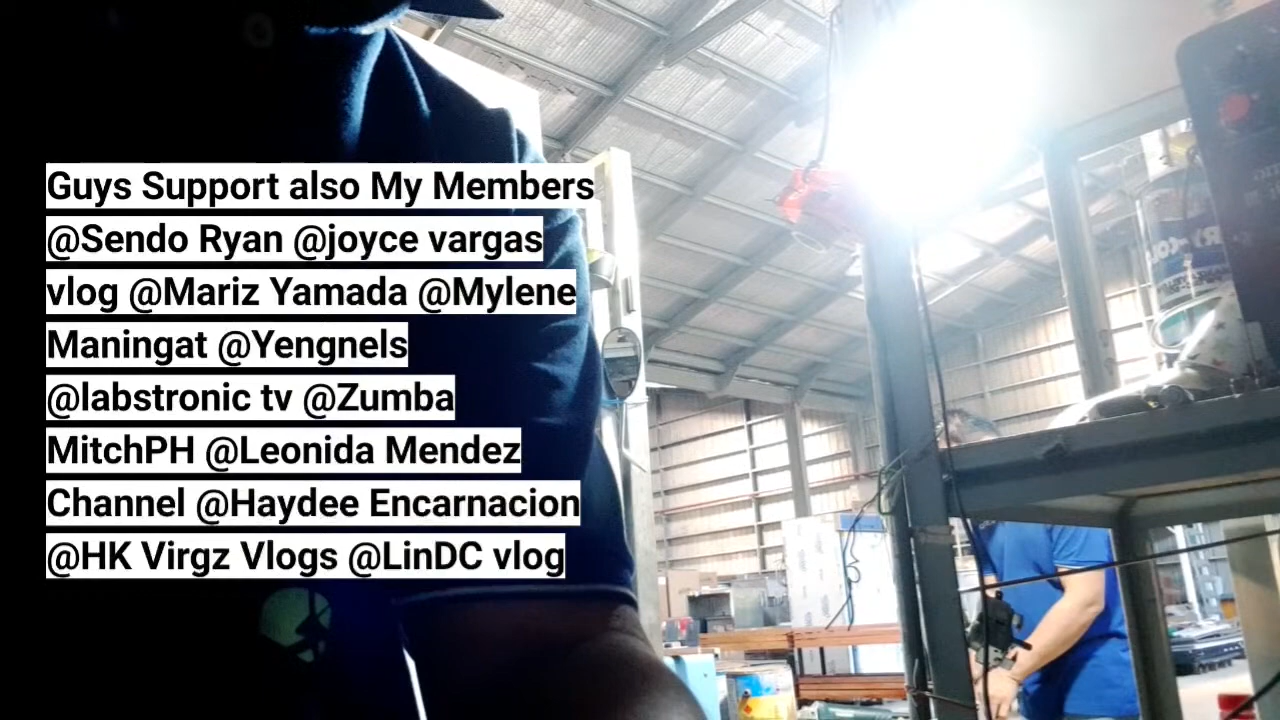 Guys Support also My Members
@Sendo Ryan @joyce vargas
vlog @Mariz Yamada @Mylene
Maningat @Yengnels
@labstronic tv @Zumba
MitchPH @Leonida Mendez
Channel @Haydee Encarnacion
@HK Virgz Vlogs @LinDC vlog